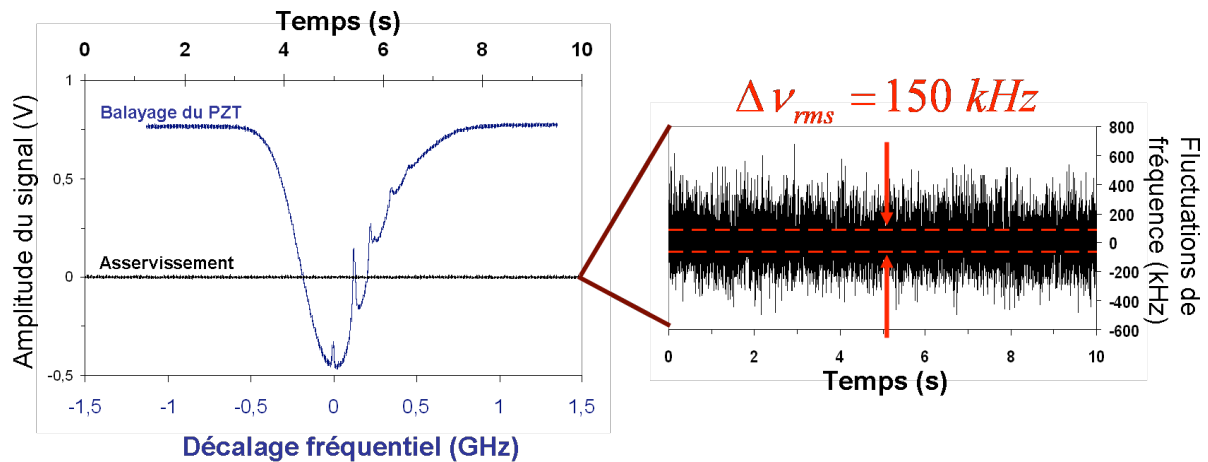 Temps (s)
0 2 4 6 8 10
Amplitude du signal (V)
1
0,5
0
-0,5
Balayage du PZT
Asservissement
-1,5 -1 -0,5 0 0,5 1 1,5
Décalage fréquentiel (GHz)
Δνrms = 150 kHz
800
600
400
200
0
-200
-400
-600
Fluctuations de
fréquence (kHz)
0 2 4 6 8 10
Temps (s)